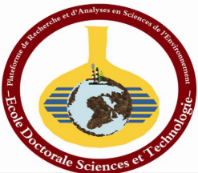 Plateforme de Recherche et d'Analyses en Sciences de l'Environnement
–Ecole Doctorale Sciences et Technologie–